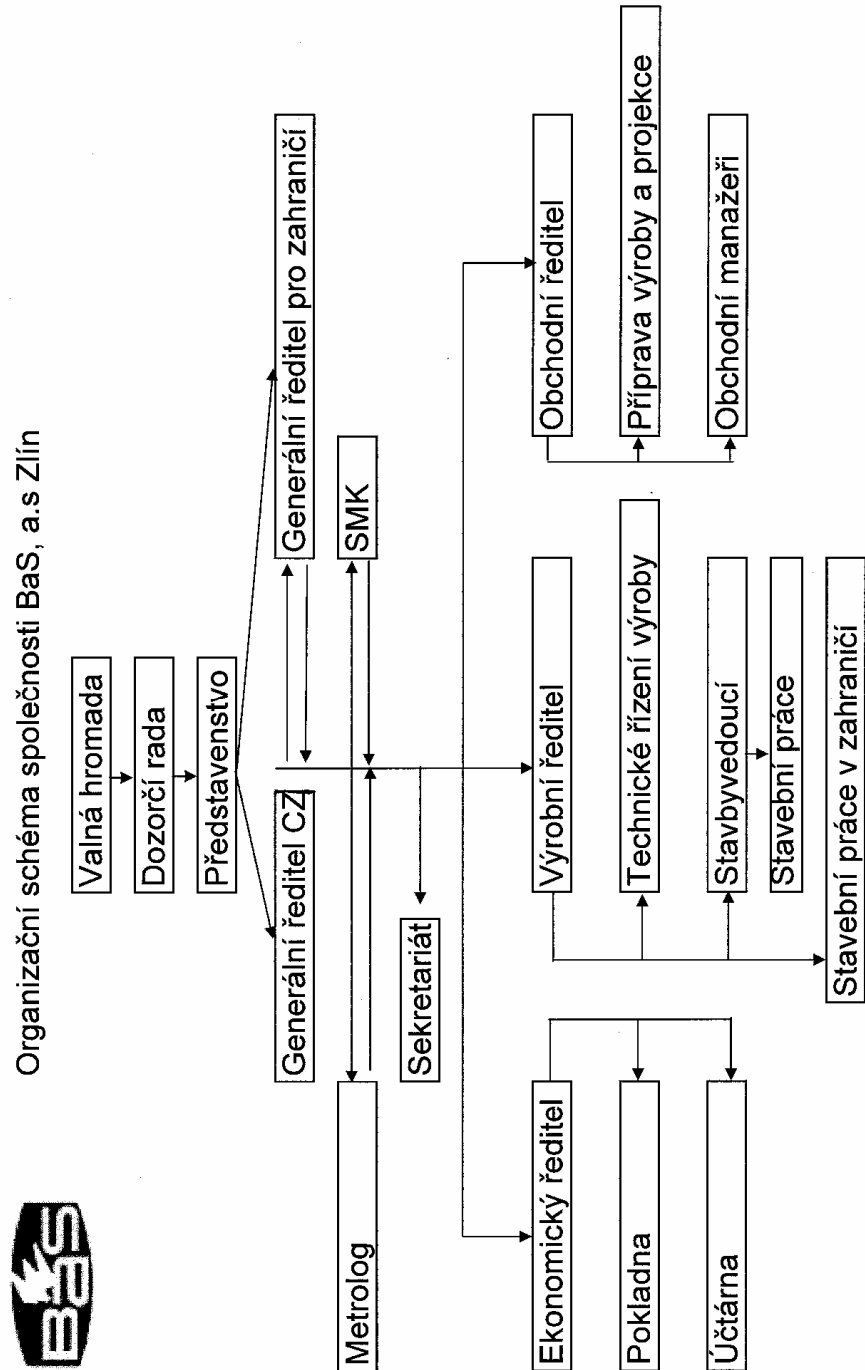 BaS
Organizační schéma společnosti BaS, a.s Zlín
Valná hromada
Dozorčí rada
Představenstvo
Generální ředitel CZ
Generální ředitel pro zahraničí
Metrolog
SMK
Sekretariát
Ekonomický ředitel
Výrobní ředitel
Obchodní ředitel
Pokladna
Technické řízení výroby
Příprava výroby a projekce
Účtárna
Stavbyvedoucí
Obchodní manažeři
Stavební práce
Stavební práce v zahraničí